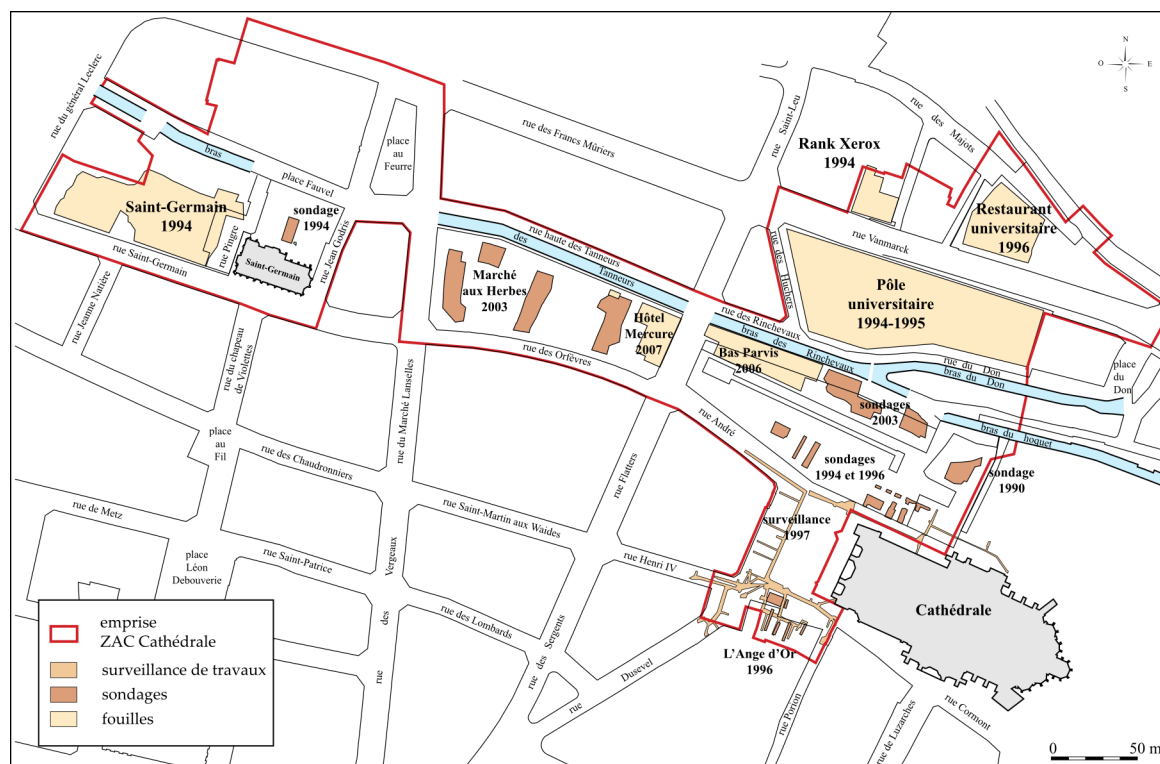 N
O
E
S
rue du général Leclerc
bras
place
au
Feurre
rue des Francs Mûriers
rue Saint-Leu
rue
des
Majots
Rank Xerox
1994
place Fauvel
Saint-Germain
1994
sondage
1994
rue Pingre
Saint-Germain
rue Jean Godris
rue Saint-Germain
rue haute des Tanneurs
des
Tanneurs
Marché
aux Herbes
2003
Hôtel
Mercure
2007
rue des Huchers
rue Vanmarck
Restaurant
universitaire
1996
Pôle
universitaire
1994-1995
rue des Rinchevaux
bras
des
Rinchevaux
Bas Parvis
2006
rue du Don
bras du Don
place
du
Don
sondages
2003
bras du hoquet
rue Jeanne Natière
rue du chapeau
de Violettes
rue des Orfèvres
rue du Marché Lanselles
rue André
sondages
1994 et 1996
sondage
1990
place
au
Fil
rue des Chaudronniers
rue Flatters
surveillance
1997
rue de Metz
rue Saint-Martin aux Waides
place
Léon
Debouverie
rue Saint-Patrice
rue des Vergeaux
rue Henri IV
Cathédrale
rue des Lombards
rue des Sergents
Dusevel
rue
L'Ange d'Or
1996
rue Porion
rue de Luzarches
rue Cormont
emprise
ZAC Cathédrale
surveillance de travaux
sondages
fouilles
0 50 m